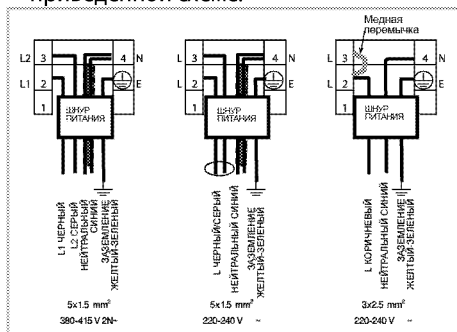 приведенной схеме.
Медная
перемычка
L2 3 4 N
L1 2 E
1
ШНУР
ПИТАНИЯ
L1 ЧЕРНЫЙ
L2 СЕРЫЙ
НЕЙТРАЛЬНЫЙ
СИНИЙ
ЗАЗЕМЛЕНИЕ
ЖЕЛТЫЙ-ЗЕЛЕНЫЙ
5x1.5 mm²
380-415 V 2N~
L 3 4 N
L 2 E
1
ШНУР
ПИТАНИЯ
L ЧЕРНЫЙ/СЕРЫЙ
НЕЙТРАЛЬНЫЙ СИНИЙ
ЗАЗЕМЛЕНИЕ
ЖЕЛТЫЙ-ЗЕЛЕНЫЙ
5x1.5 mm²
220-240 V ~
L 3 4 N
L 2 E
1
ШНУР
ПИТАНИЯ
L КОРИЧНЕВЫЙ
НЕЙТРАЛЬНЫЙ СИНИЙ
ЗАЗЕМЛЕНИЕ
ЖЕЛТЫЙ-ЗЕЛЕНЫЙ
3x2.5 mm²
220-240 V ~